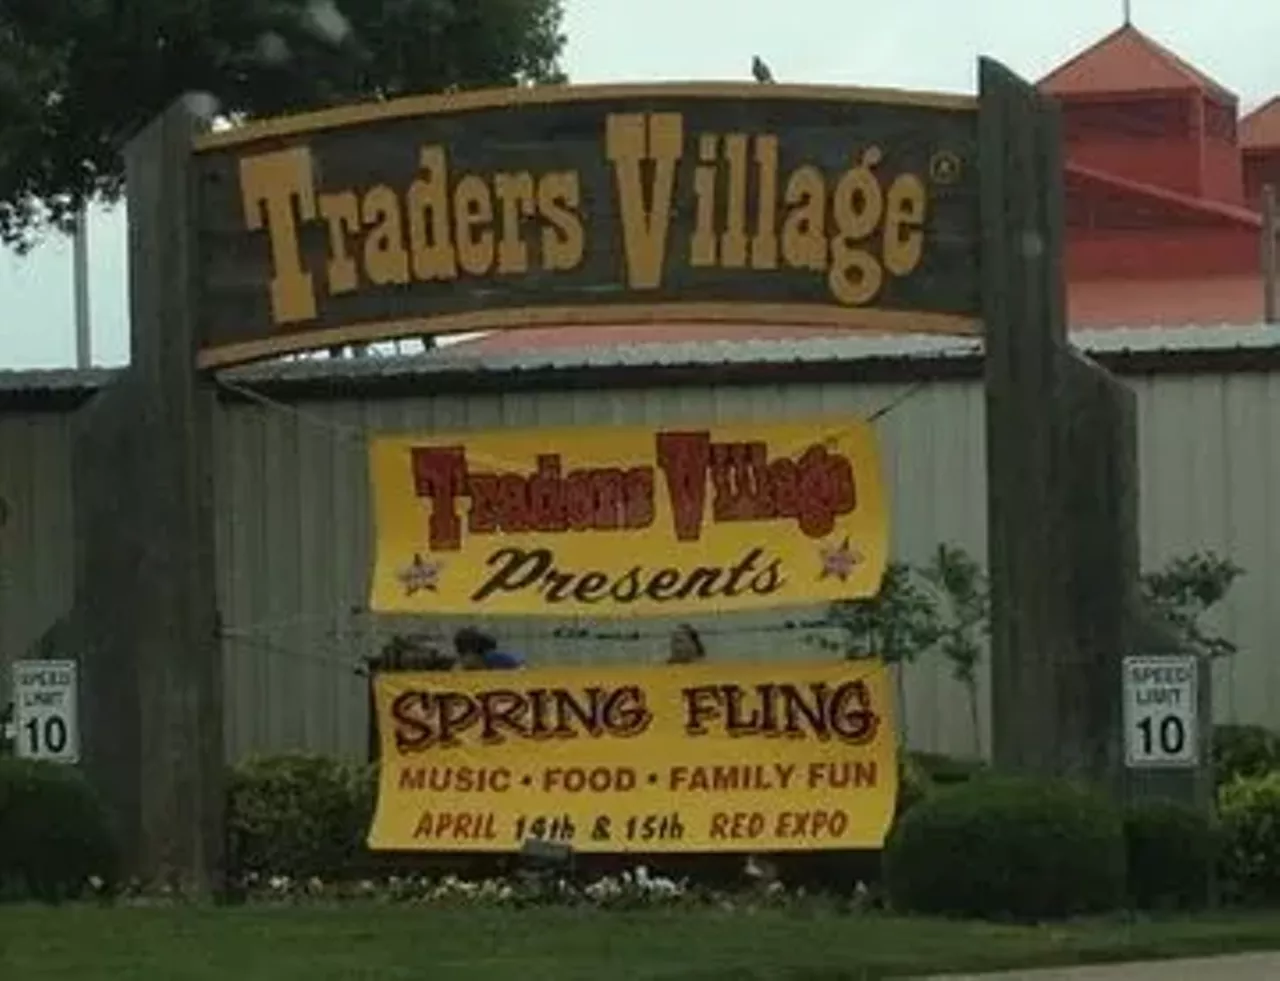 Traders Village ®
Traders Village
Presents
SPRING FLING
MUSIC • FOOD • FAMILY FUN
APRIL 14th & 15th RED EXPO
SPEED
LIMIT
10
SPEED
LIMIT
10